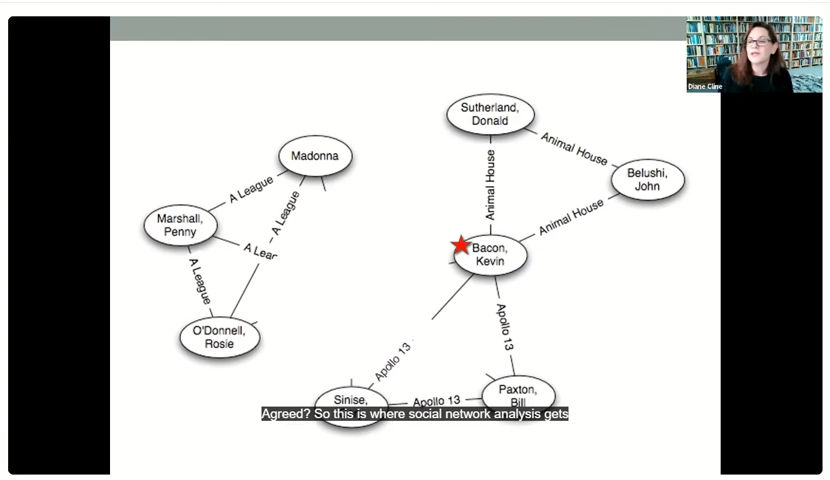 Diane Cline
Sutherland,
Donald
Madonna
Animal House
Belushi,
John
A League
Animal House
A League
Marshall,
Penny
Animal House
A Lear
Bacon,
Kevin
A League
O'Donnell,
Rosie
Apollo 13
Apollo 13
Sinise,
Apollo 13
Paxton,
Bill
Agreed? So this is where social network analysis gets